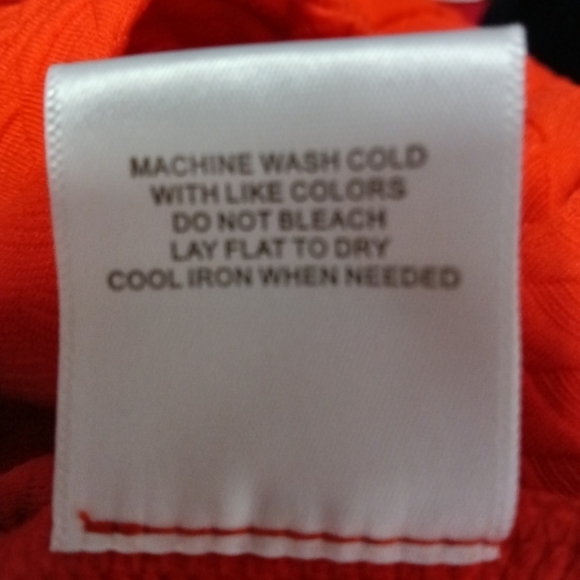 MACHINE WASH COLD
WITH LIKE COLORS
DO NOT BLEACH
LAY FLAT TO DRY
COOL IRON WHEN NEEDED